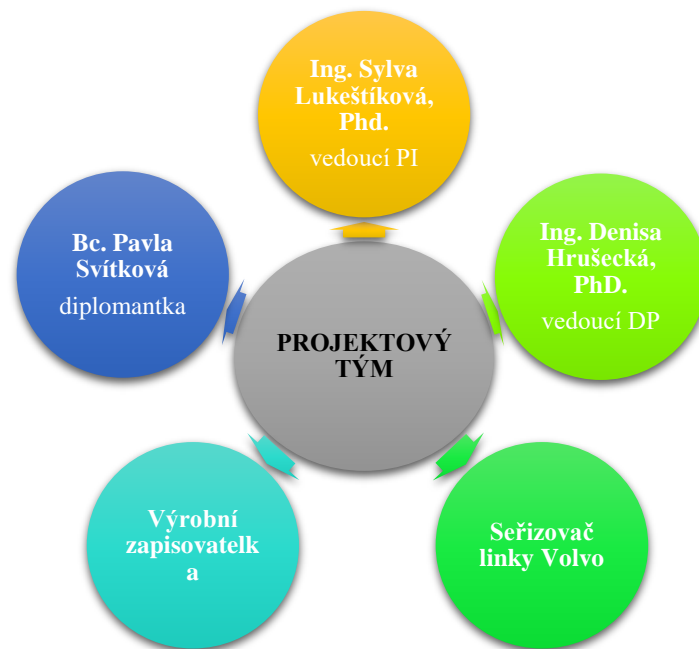 Ing. Sylva
Lukeštíková,
Phd.
vedoucí PI
Bc. Pavla
Svítková
diplomantka
Ing. Denisa
Hrušecká,
PhD.
vedoucí DP
PROJEKTOVÝ
TÝM
Výrobní
zapisovatelk
a
Seřizovač
linky Volvo